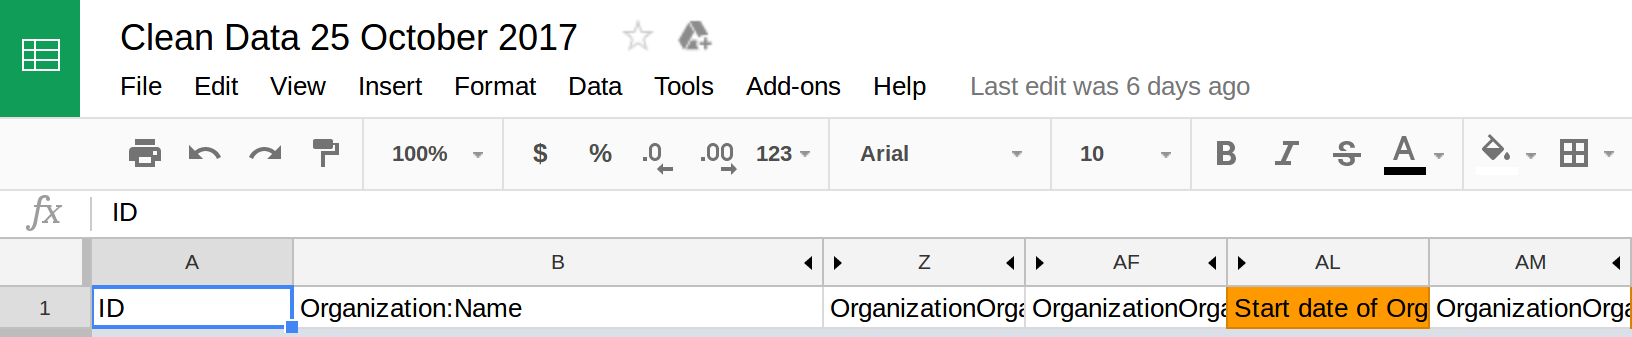 Clean Data 25 October 2017
File Edit View Insert Format Data Tools Add-ons Help Last edit was 6 days ago
100% $ % .0 .00 123 Arial 10 B I S A
fx ID
A B Z AF AL AM
1 ID Organization:Name OrganizationOrga OrganizationOrga Start date of Org OrganizationOrga